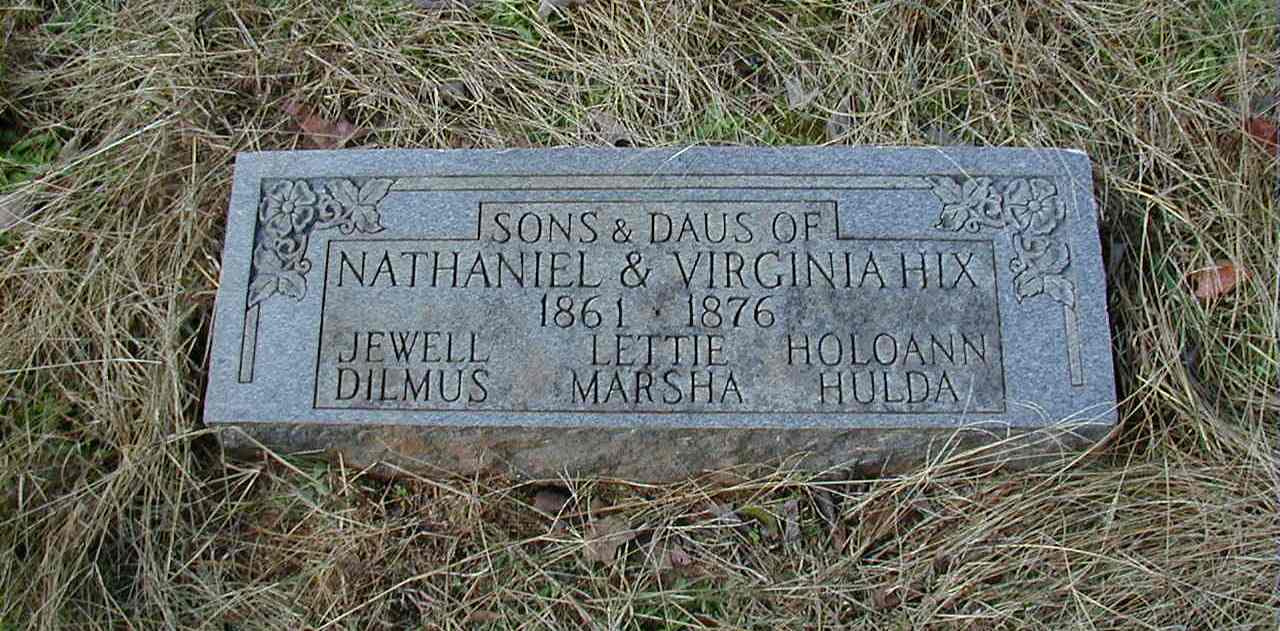 SONS & DAUS OF
NATHANIEL & VIRGINIA HIX
1861 · 1876
JEWELL LETTIE HOLOANN
DILMUS MARSHA HULDA